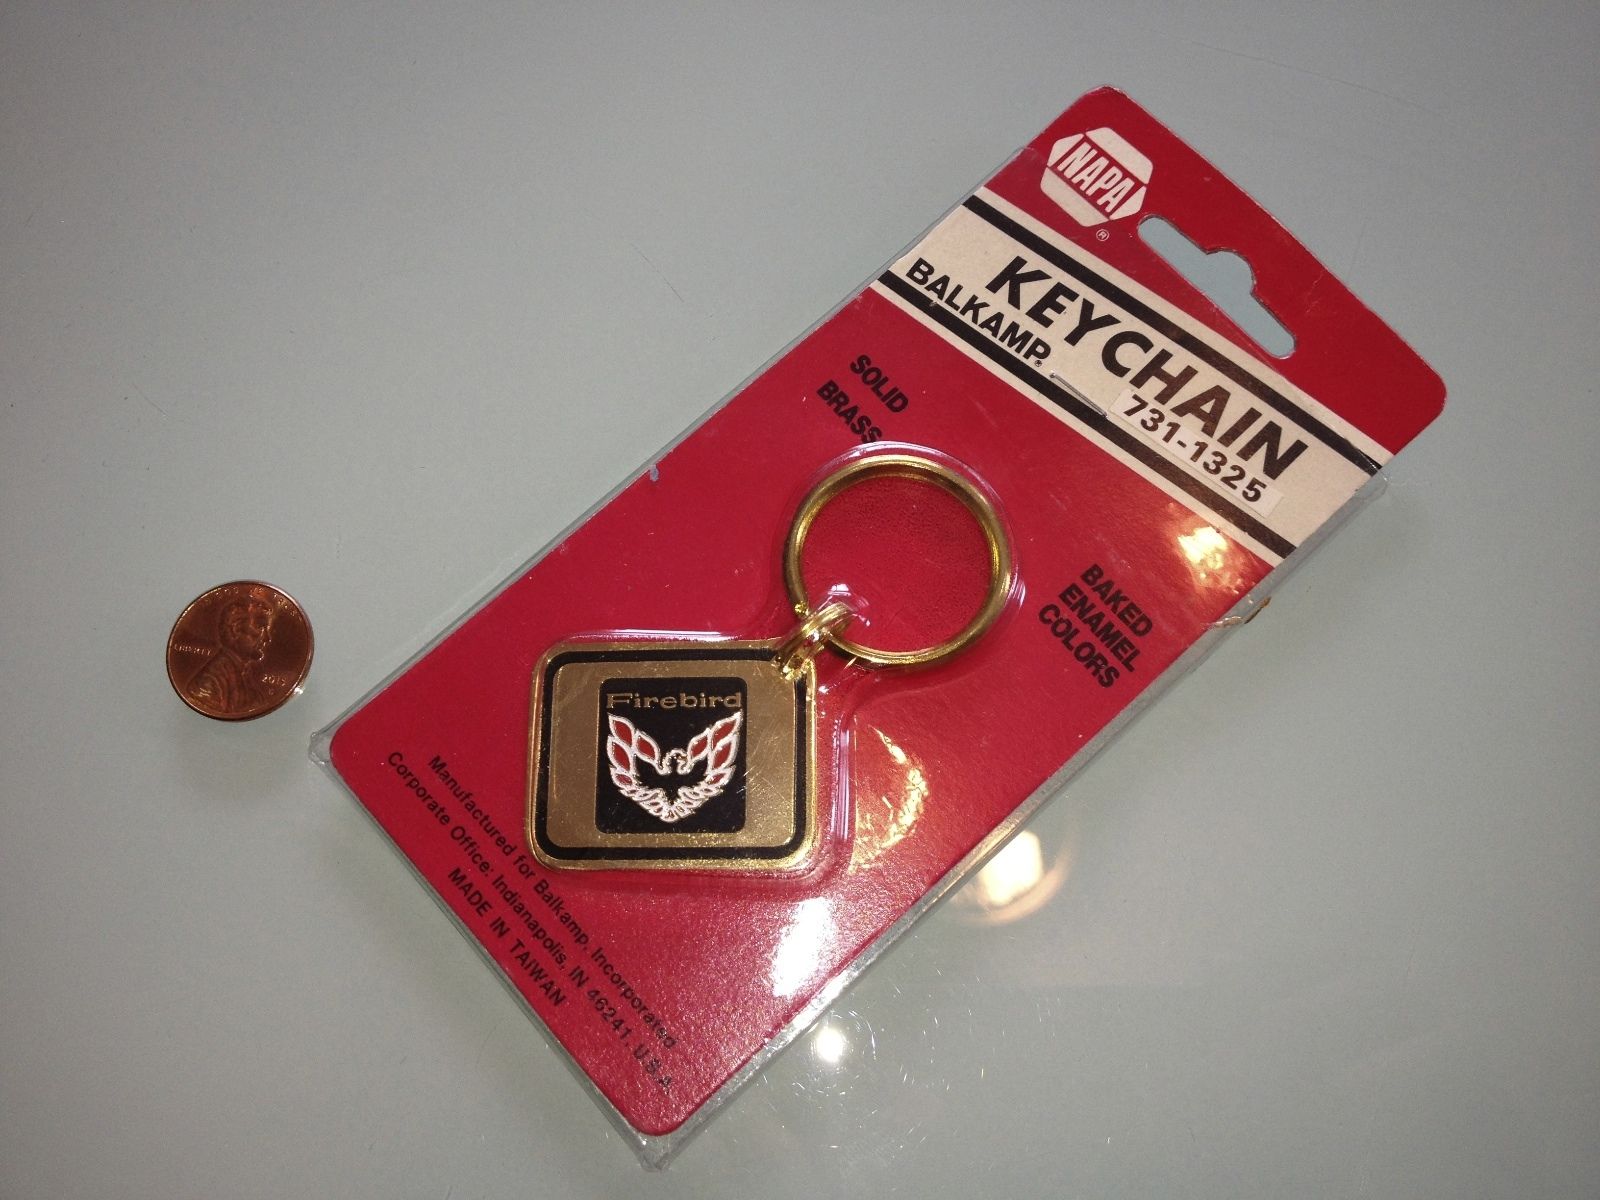 NAPA
®
KEYCHAIN
BALKAMP®
731-1325
SOLID
BRASS
BAKED
ENAMEL
COLORS
Firebird
Manufactured for Balkamp, Incorporated
Corporate Office: Indianapolis, IN 46241, U.S.A.
MADE IN TAIWAN
LIBERTY